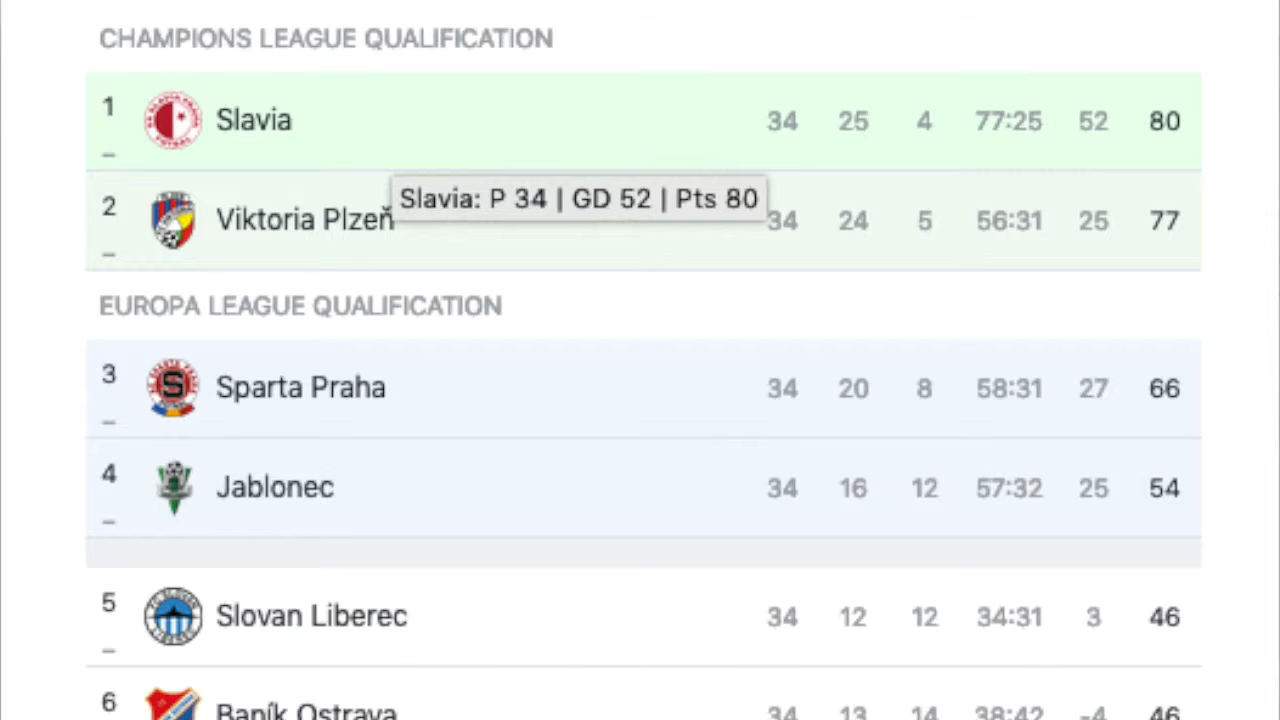 CHAMPIONS LEAGUE QUALIFICATION
1 Slavia 34 25 4 77:25 52 80
–
Slavia: P 34 | GD 52 | Pts 80
2 Viktoria Plzeň 34 24 5 56:31 25 77
–
EUROPA LEAGUE QUALIFICATION
3 Sparta Praha 34 20 8 58:31 27 66
–
4 Jablonec 34 16 12 57:32 25 54
–
5 Slovan Liberec 34 12 12 34:31 3 46
–
6 Baník Ostrava 34 13 14 38:42 -4 46